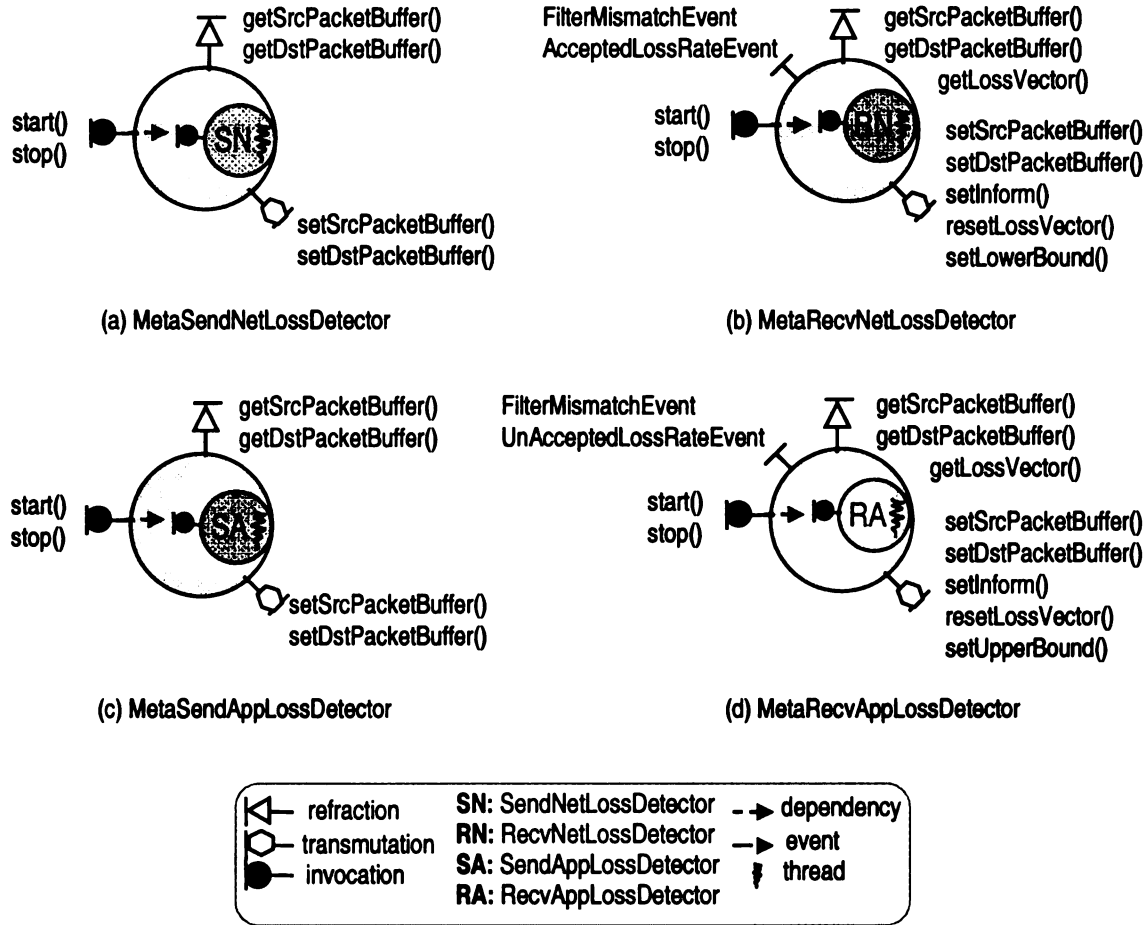 getSrcPacketBuffer()
getDstPacketBuffer()
start()
stop()
SN
setSrcPacketBuffer()
setDstPacketBuffer()
(a) MetaSendNetLossDetector
FilterMismatchEvent
AcceptedLossRateEvent
getSrcPacketBuffer()
getDstPacketBuffer()
getLossVector()
start()
stop()
RN
setSrcPacketBuffer()
setDstPacketBuffer()
setInform()
resetLossVector()
setLowerBound()
(b) MetaRecvNetLossDetector
getSrcPacketBuffer()
getDstPacketBuffer()
start()
stop()
SA
setSrcPacketBuffer()
setDstPacketBuffer()
(c) MetaSendAppLossDetector
FilterMismatchEvent
UnAcceptedLossRateEvent
getSrcPacketBuffer()
getDstPacketBuffer()
getLossVector()
start()
stop()
RA
setSrcPacketBuffer()
setDstPacketBuffer()
setInform()
resetLossVector()
setUpperBound()
(d) MetaRecvAppLossDetector
refraction
transmutation
invocation
SN: SendNetLossDetector
RN: RecvNetLossDetector
SA: SendAppLossDetector
RA: RecvAppLossDetector
dependency
event
thread